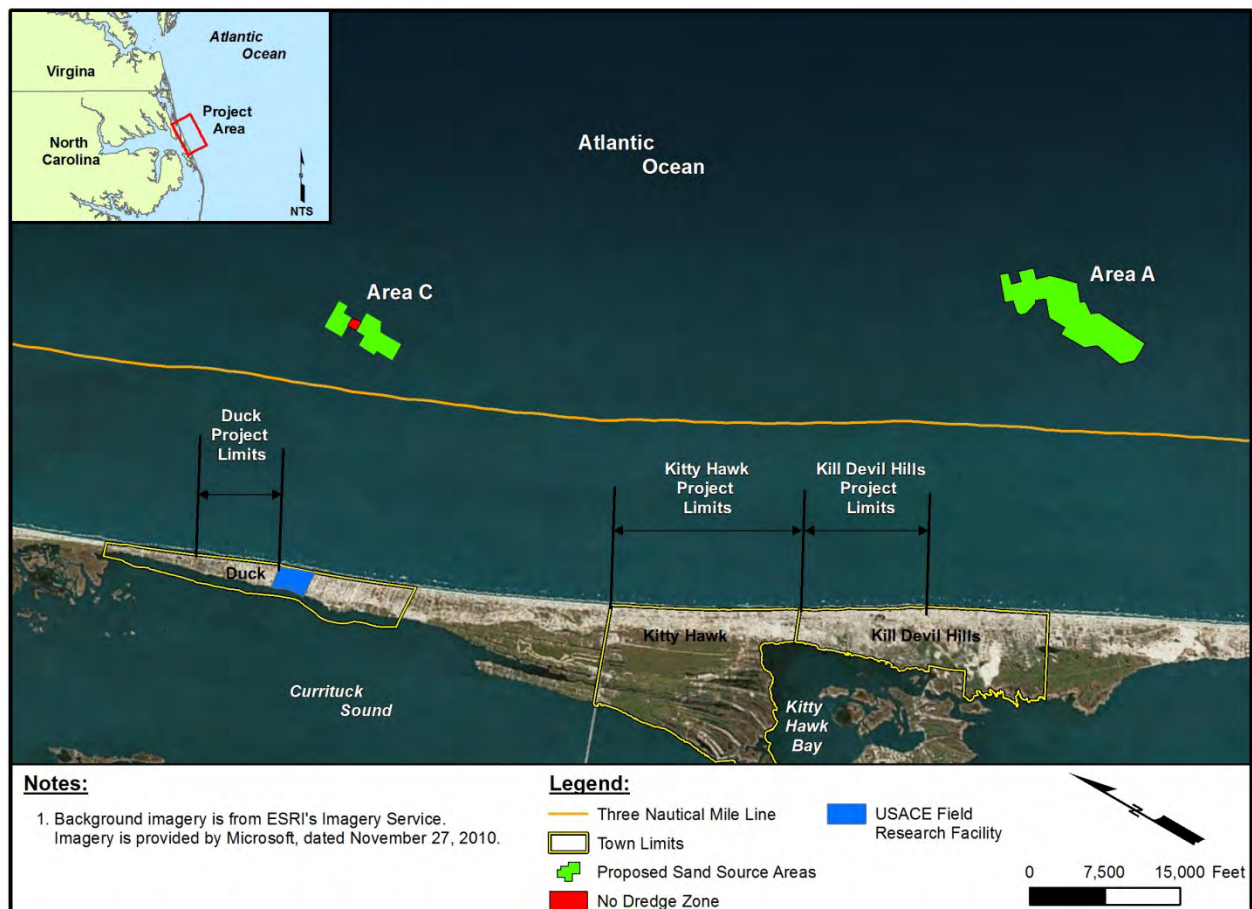 Atlantic
Ocean
Virginia
Project
Area
North
Carolina
N
NTS
Atlantic
Ocean
Area A
Area C
Duck
Project
Limits
Kitty Hawk
Project
Limits
Kill Devil Hills
Project
Limits
Duck
Kitty Hawk
Kill Devil Hills
Currituck
Sound
Kitty
Hawk
Bay
Notes:
1. Background imagery is from ESRI's Imagery Service.
Imagery is provided by Microsoft, dated November 27, 2010.
Legend:
Three Nautical Mile Line
Town Limits
Proposed Sand Source Areas
No Dredge Zone
USACE Field
Research Facility
N
0 7,500 15,000 Feet